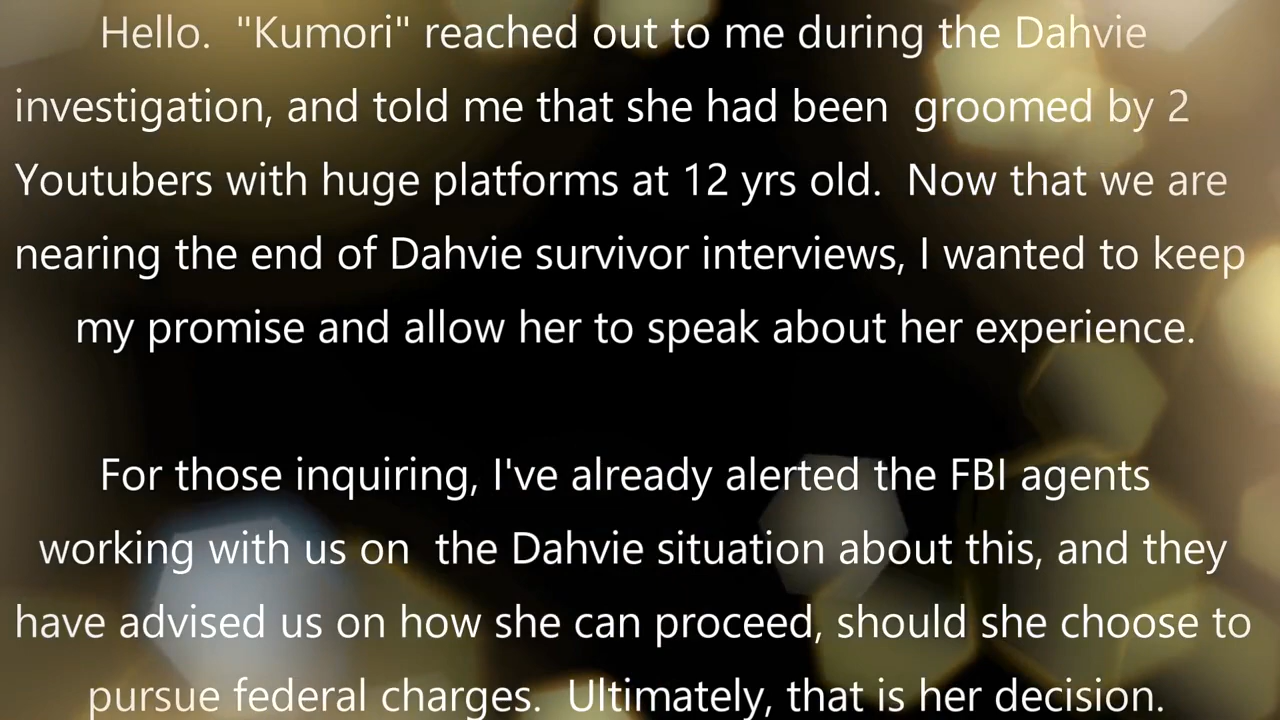 Hello.  "Kumori" reached out to me during the Dahvie
investigation, and told me that she had been  groomed by 2
Youtubers with huge platforms at 12 yrs old.  Now that we are
nearing the end of Dahvie survivor interviews, I wanted to keep
my promise and allow her to speak about her experience.
For those inquiring, I've already alerted the FBI agents
working with us on  the Dahvie situation about this, and they
have advised us on how she can proceed, should she choose to
pursue federal charges.  Ultimately, that is her decision.